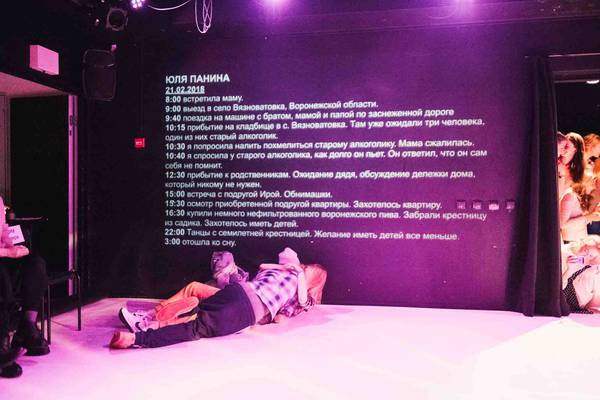 ЮЛЯ ПАНИНА
21.02.2018
8:00 встретила маму.
9:00 выезд в село Вязноватовка, Воронежской области.
9:40 поездка на машине с братом, мамой и папой по заснеженной дороге
10:15 прибытие на кладбище в с. Вязноватовка. Там уже ожидали три человека,
один из них старый алкоголик.
10:30 я попросила налить похмелиться старому алкоголику. Мама сжалилась.
10:40 я спросила у старого алкоголика, как долго он пьет. Он ответил, что он сам
себя не помнит.
12:30 прибытие к родственникам. Ожидание дядя, обсуждение дележки дома,
который никому не нужен.
15:00 встреча с подругой Ирой. Обнимашки.
15:30 осмотр приобретенной подругой квартиры. Захотелось квартиру.
16:30 купили немного нефильтрованного воронежского пива. Забрали крестницу
из садика. Захотелось иметь детей.
22:00 Танцы с семилетней крестницей. Желание иметь детей все меньше.
3:00 отошла ко сну.